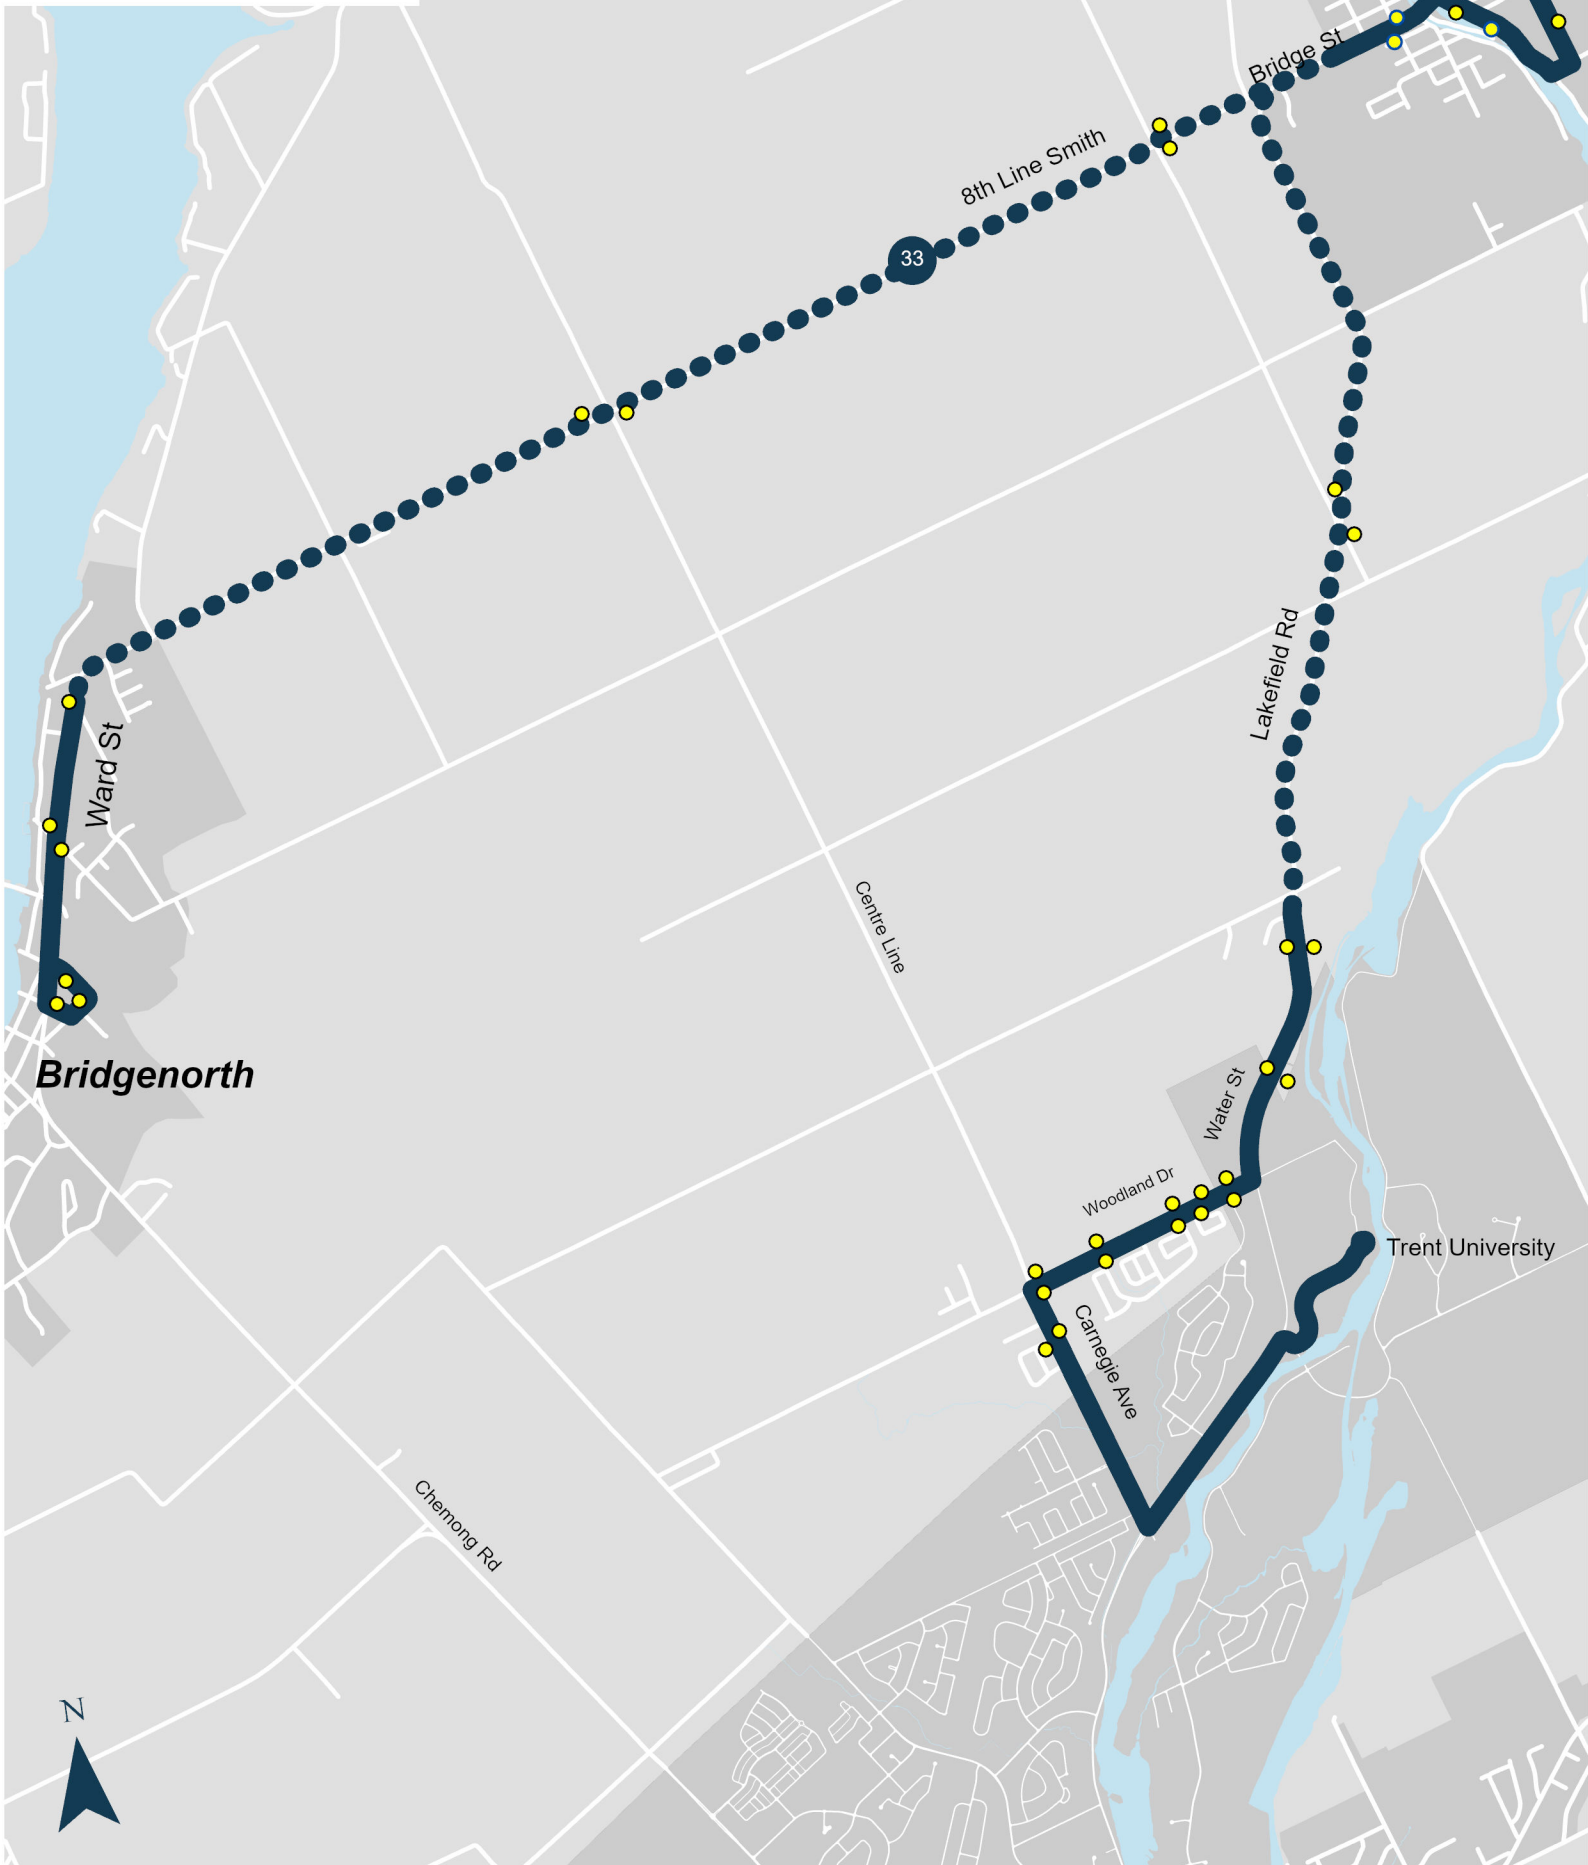 Bridge St
8th Line Smith
33
Lakefield Rd
Ward St
Centre Line
Bridgenorth
Water St
Woodland Dr
Trent University
Carnegie Ave
Chemong Rd
N